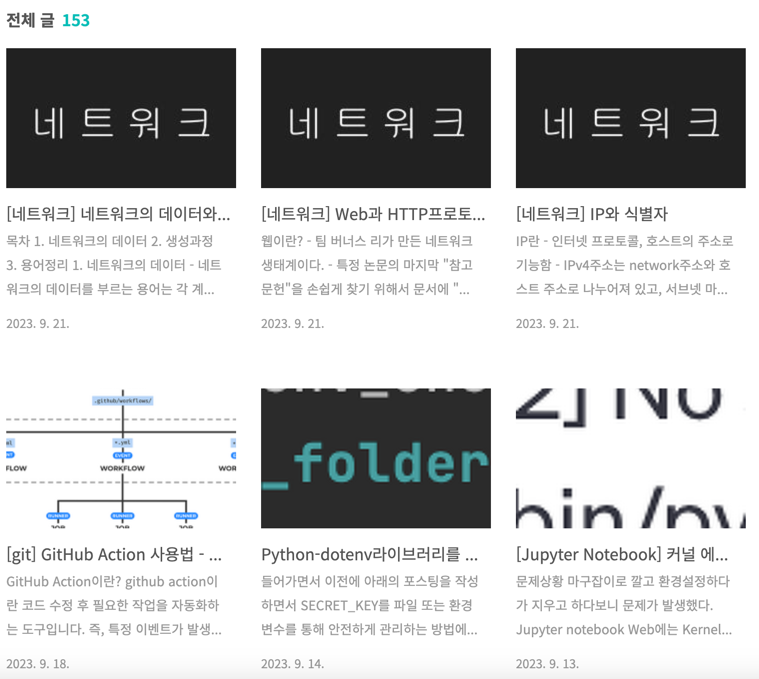 전체 글 153
네트워크
네트워크
네트워크
[네트워크] 네트워크의 데이터와...
목차 1. 네트워크의 데이터 2. 생성과정
3. 용어정리 1. 네트워크의 데이터 - 네트
워크의 데이터를 부르는 용어는 각 계...
2023. 9. 21.
[네트워크] Web과 HTTP프로토...
웹이란? - 팀 버너스 리가 만든 네트워크
생태계이다. - 특정 논문의 마지막 "참고
문헌"을 손쉽게 찾기 위해서 문서에 "...
2023. 9. 21.
[네트워크] IP와 식별자
IP란 - 인터넷 프로토콜, 호스트의 주소로
기능함 - IPv4주소는 network주소와 호
스트 주소로 나누어져 있고, 서브넷 마...
2023. 9. 21.
.github/workflows/
*.yml
EVENT
WORKFLOW
RUNNER
RUNNER
RUNNER
JOB
JOB
JOB
_folder
2] No
bin/py
[git] GitHub Action 사용법 - ...
GitHub Action이란? github action이
란 코드 수정 후 필요한 작업을 자동화하
는 도구입니다. 즉, 특정 이벤트가 발생...
2023. 9. 18.
Python-dotenv라이브러리를 ...
들어가면서 이전에 아래의 포스팅을 작성
하면서 SECRET_KEY를 파일 또는 환경
변수를 통해 안전하게 관리하는 방법에...
2023. 9. 14.
[Jupyter Notebook] 커널 에...
문제상황 마구잡이로 깔고 환경설정하다
가 지우고 하다보니 문제가 발생했다.
Jupyter notebook Web에는 Kernel...
2023. 9. 13.